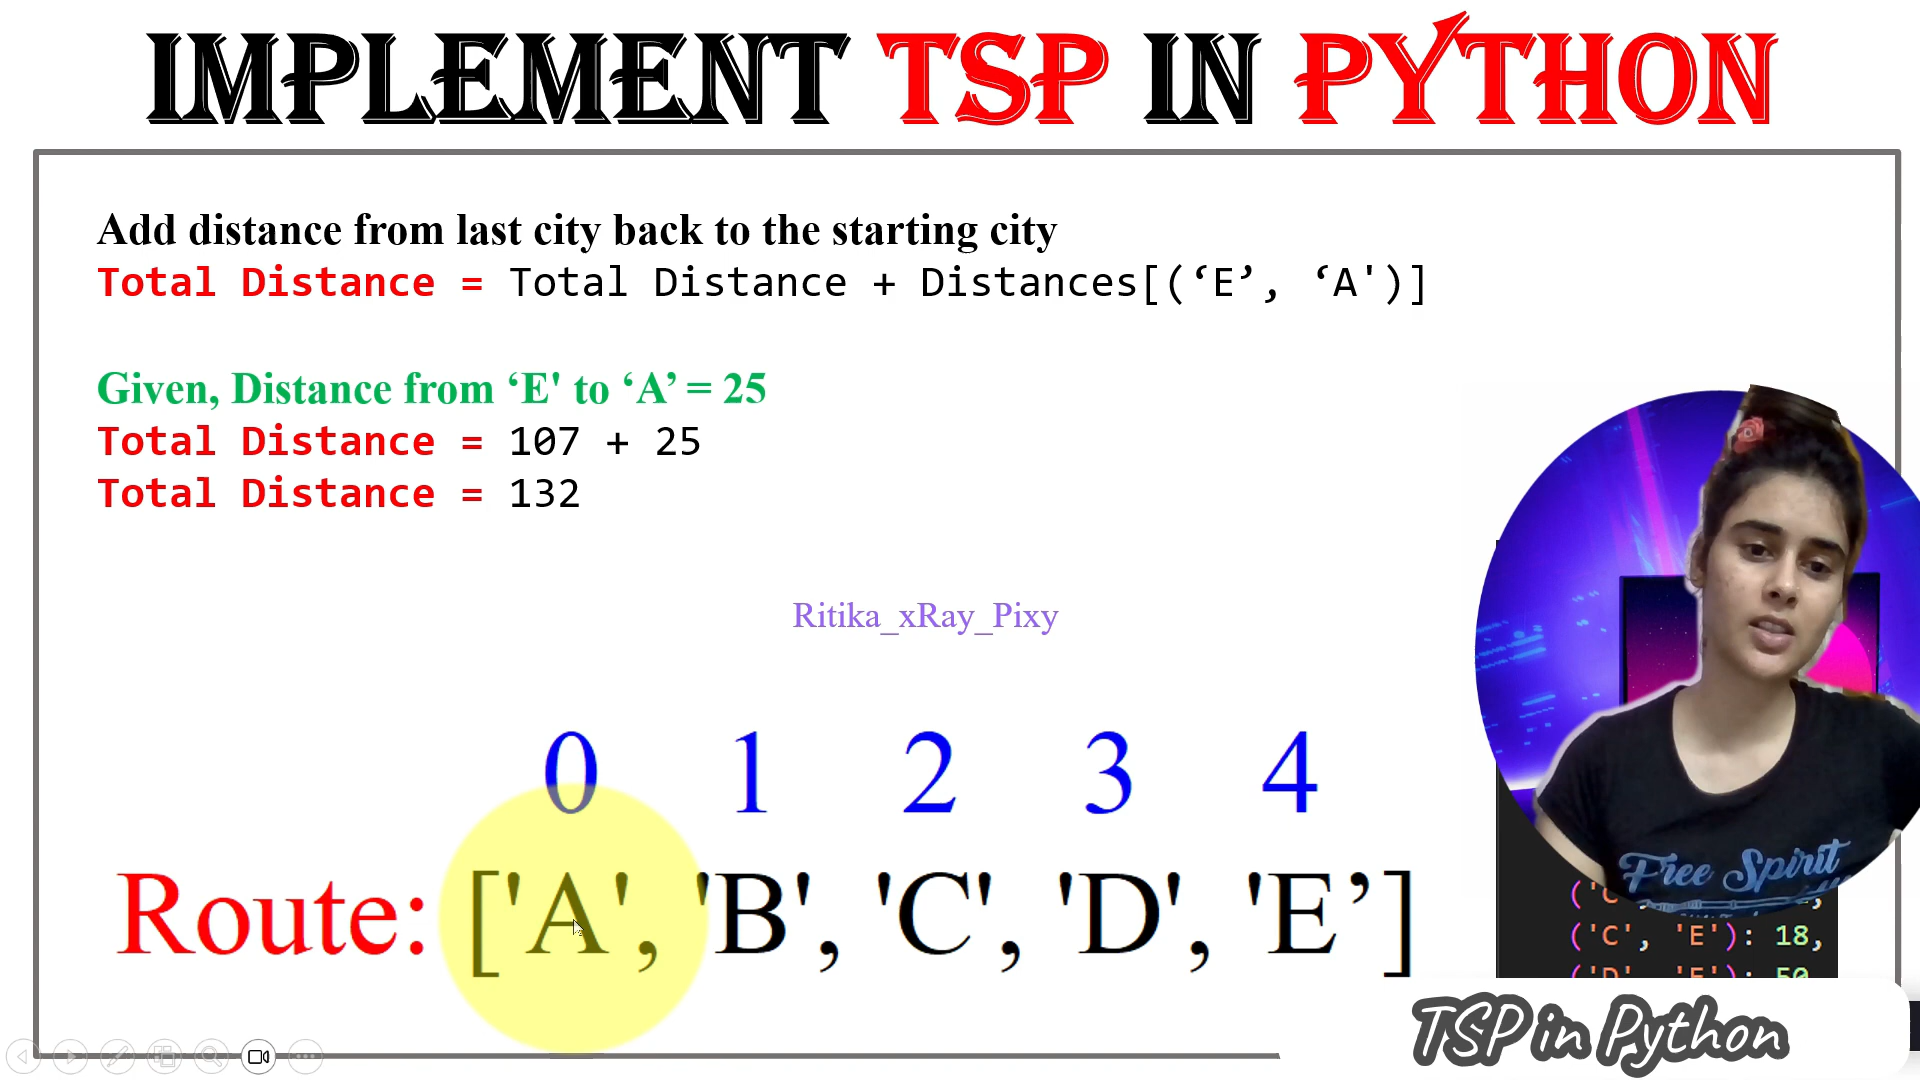 IMPLEMENT TSP IN PYTHON
Add distance from last city back to the starting city
Total Distance = Total Distance + Distances[(‘E’, ‘A')]
Given, Distance from ‘E' to ‘A’ = 25
Total Distance = 107 + 25
Total Distance = 132
Ritika_xRay_Pixy
0 1 2 3 4
Route: ['A', 'B', 'C', 'D', 'E’]
Free Spirit
('C', 'E'): 18,
TSP in Python